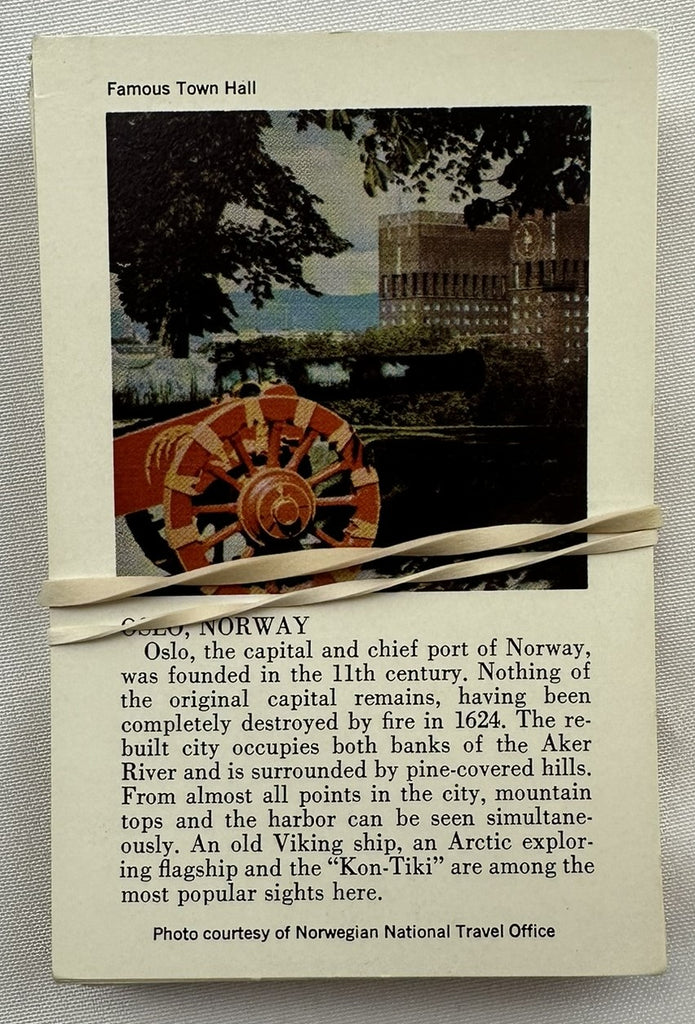 Famous Town Hall
OSLO, NORWAY
Oslo, the capital and chief port of Norway,
was founded in the 11th century. Nothing of
the original capital remains, having been
completely destroyed by fire in 1624. The re-
built city occupies both banks of the Aker
River and is surrounded by pine-covered hills.
From almost all points in the city, mountain
tops and the harbor can be seen simultane-
ously. An old Viking ship, an Arctic explor-
ing flagship and the “Kon-Tiki” are among the
most popular sights here.
Photo courtesy of Norwegian National Travel Office